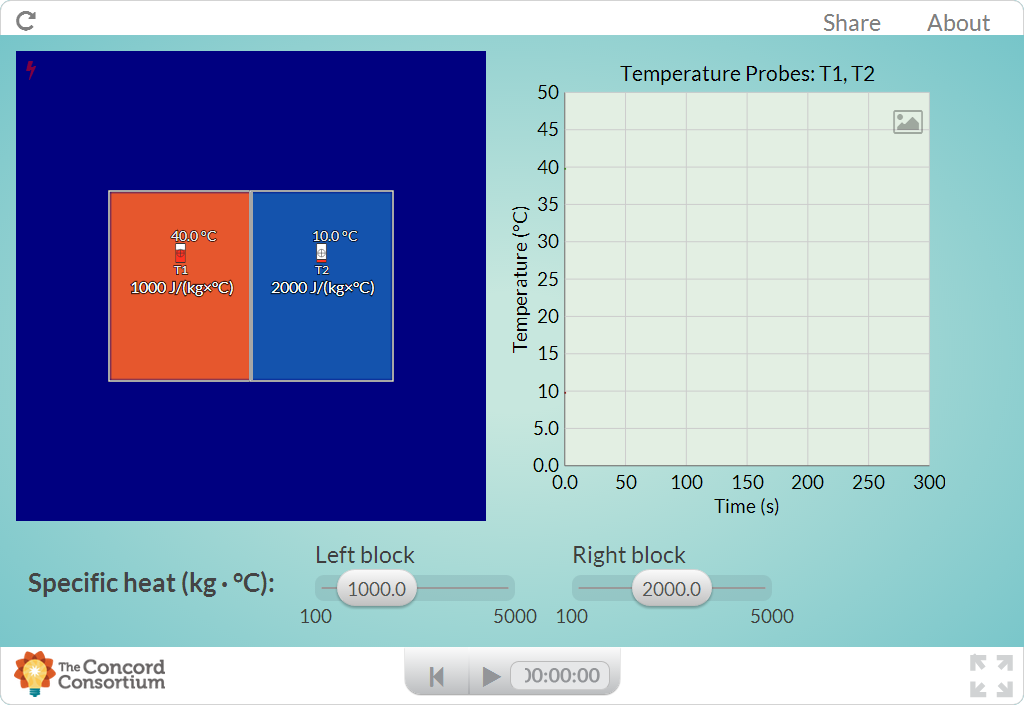 Share About
Temperature Probes: T1, T2
40.0 °C
T1
1000 J/(kg×°C)
10.0 °C
T2
2000 J/(kg×°C)
Temperature (°C)
50
45
40
35
30
25
20
15
10
5.0
0.0
0.0 50 100 150 200 250 300
Time (s)
Specific heat (kg · °C):
Left block
1000.0
100 5000
Right block
2000.0
100 5000
The Concord
Consortium
00:00:00